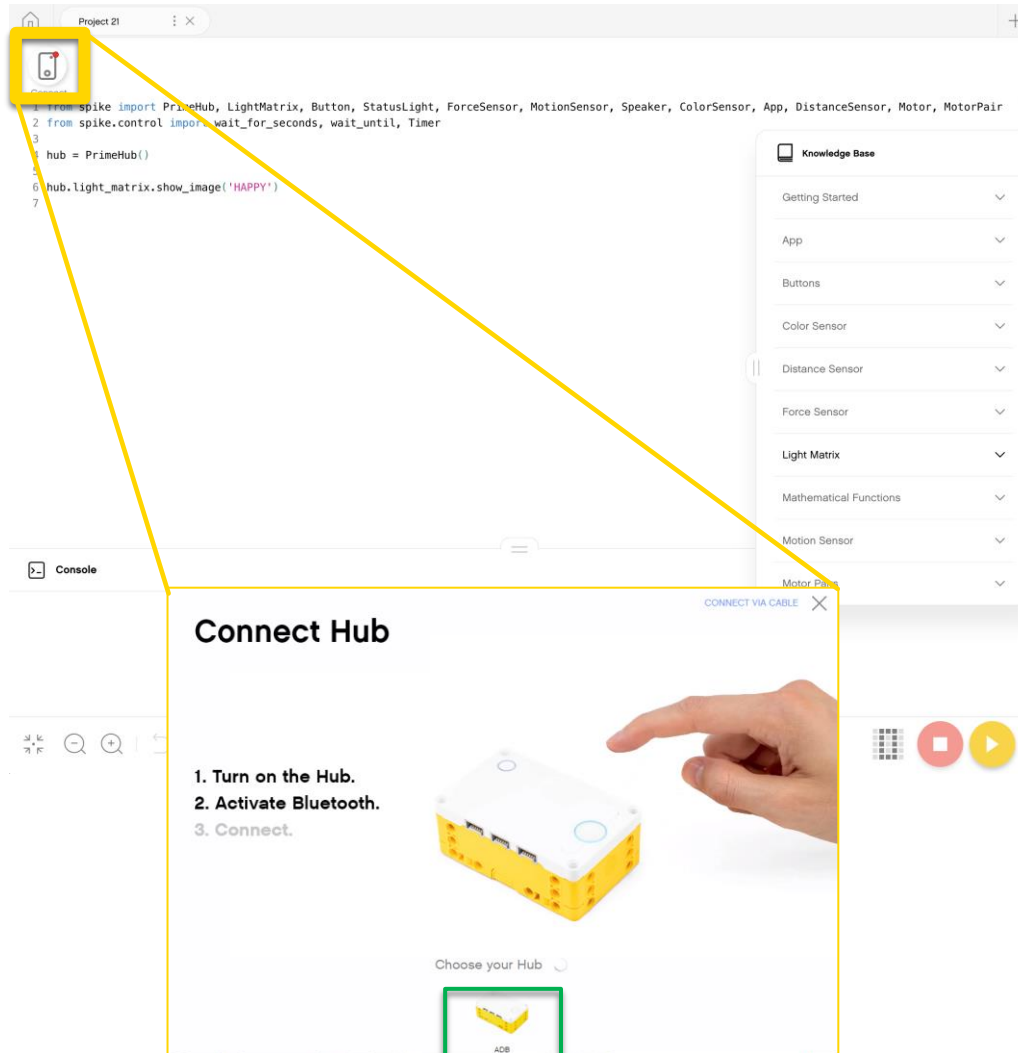 Project 21
Connect
1 from spike import PrimeHub, LightMatrix, Button, StatusLight, ForceSensor, MotionSensor, Speaker, ColorSensor, App, DistanceSensor, Motor, MotorPair
2 from spike.control import wait_for_seconds, wait_until, Timer
3
4 hub = PrimeHub()
5
6 hub.light_matrix.show_image('HAPPY')
7
Knowledge Base
Getting Started
App
Buttons
Color Sensor
Distance Sensor
Force Sensor
Light Matrix
Mathematical Functions
Motion Sensor
Motor Pairs
Console
CONNECT VIA CABLE
Connect Hub
1. Turn on the Hub.
2. Activate Bluetooth.
3. Connect.
Choose your Hub
ADB